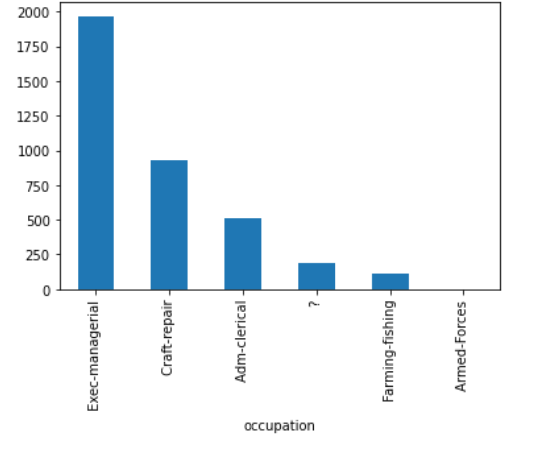 2000
1750
1500
1250
1000
750
500
250
0
Exec-managerial
Craft-repair
Adm-clerical
?
Farming-fishing
Armed-Forces
occupation